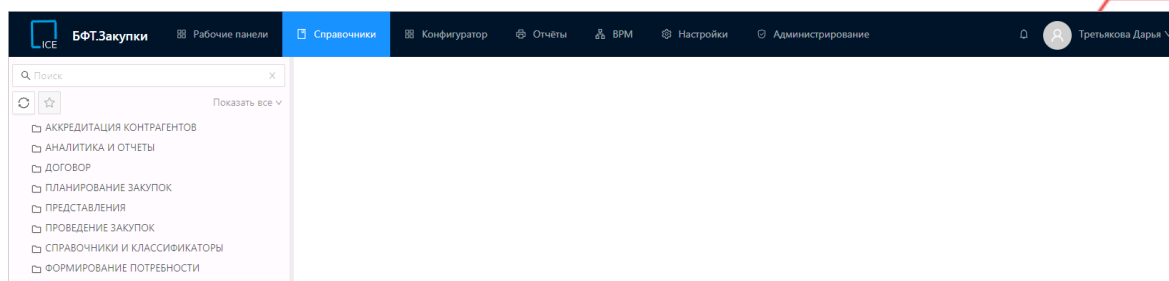 ICE БФТ.Закупки Рабочие панели Справочники Конфигуратор Отчёты BPM Настройки Администрирование Третьякова Дарья
Поиск
Показать все
АККРЕДИТАЦИЯ КОНТРАГЕНТОВ
АНАЛИТИКА И ОТЧЕТЫ
ДОГОВОР
ПЛАНИРОВАНИЕ ЗАКУПОК
ПРЕДСТАВЛЕНИЯ
ПРОВЕДЕНИЕ ЗАКУПОК
СПРАВОЧНИКИ И КЛАССИФИКАТОРЫ
ФОРМИРОВАНИЕ ПОТРЕБНОСТИ